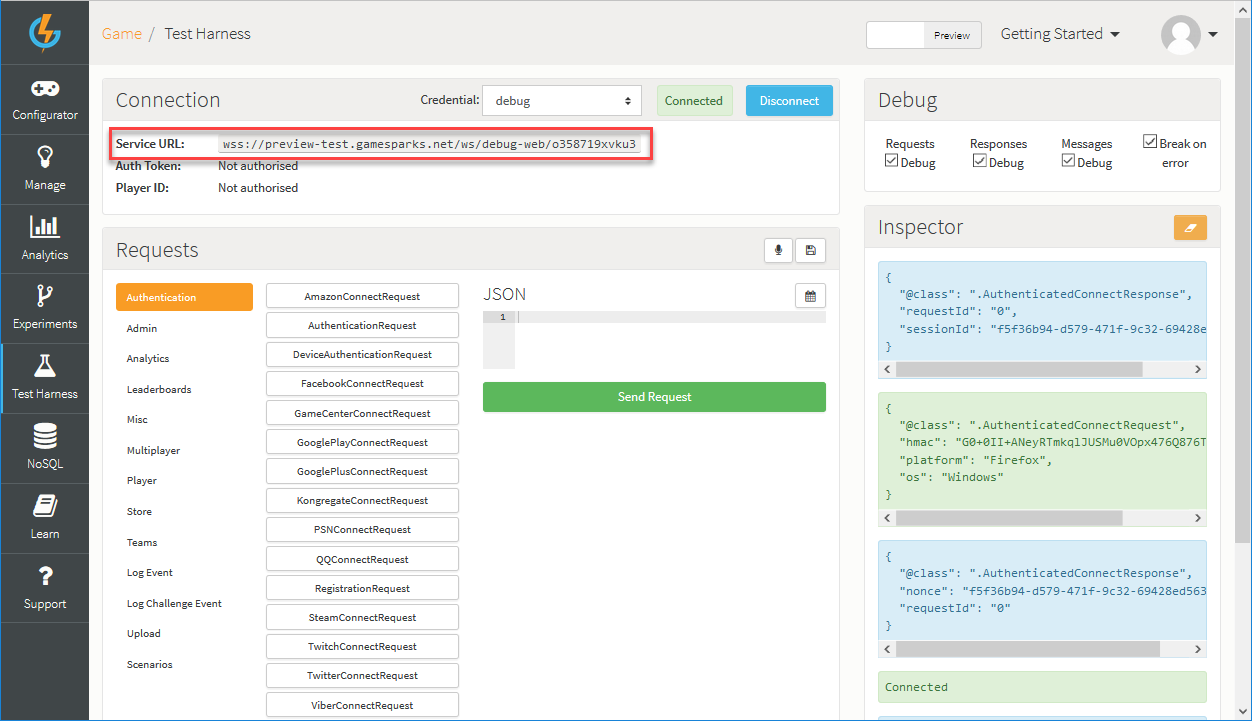 Game / Test Harness
Preview
Getting Started
Configurator
Manage
Analytics
Experiments
Test Harness
NoSQL
Learn
Support
Connection
Credential: debug
Connected
Disconnect
Service URL: wss://preview-test.gamesparks.net/ws/debug-web/o358719xvku3
Auth Token: Not authorised
Player ID: Not authorised
Requests
Authentication
Admin
Analytics
Leaderboards
Misc
Multiplayer
Player
Store
Teams
Log Event
Log Challenge Event
Upload
Scenarios
AmazonConnectRequest
AuthenticationRequest
DeviceAuthenticationRequest
FacebookConnectRequest
GameCenterConnectRequest
GooglePlayConnectRequest
GooglePlusConnectRequest
KongregateConnectRequest
PSNConnectRequest
QQConnectRequest
RegistrationRequest
SteamConnectRequest
TwitchConnectRequest
TwitterConnectRequest
ViberConnectRequest
JSON
1
Send Request
Debug
Requests
Debug
Responses
Debug
Messages
Debug
Break on
error
Inspector
{
"@class": ".AuthenticatedConnectResponse",
"requestId": "0",
"sessionId": "f5f36b94-d579-471f-9c32-69428e
}
{
"@class": ".AuthenticatedConnectRequest",
"hmac": "G0+0II+ANeyRTmkqlJUSMu0VOpx476Q876T
"platform": "Firefox",
"os": "Windows"
}
{
"@class": ".AuthenticatedConnectResponse",
"nonce": "f5f36b94-d579-471f-9c32-69428ed563
"requestId": "0"
}
Connected